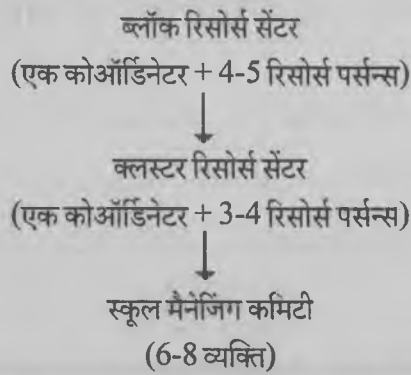 ब्लॉक रिसोर्स सेंटर
(एक कोऑर्डिनेटर + 4-5 रिसोर्स पर्सन्स)
क्लस्टर रिसोर्स सेंटर
(एक कोऑर्डिनेटर + 3-4 रिसोर्स पर्सन्स)
स्कूल मैनेजिंग कमिटी
(6-8 व्यक्ति)